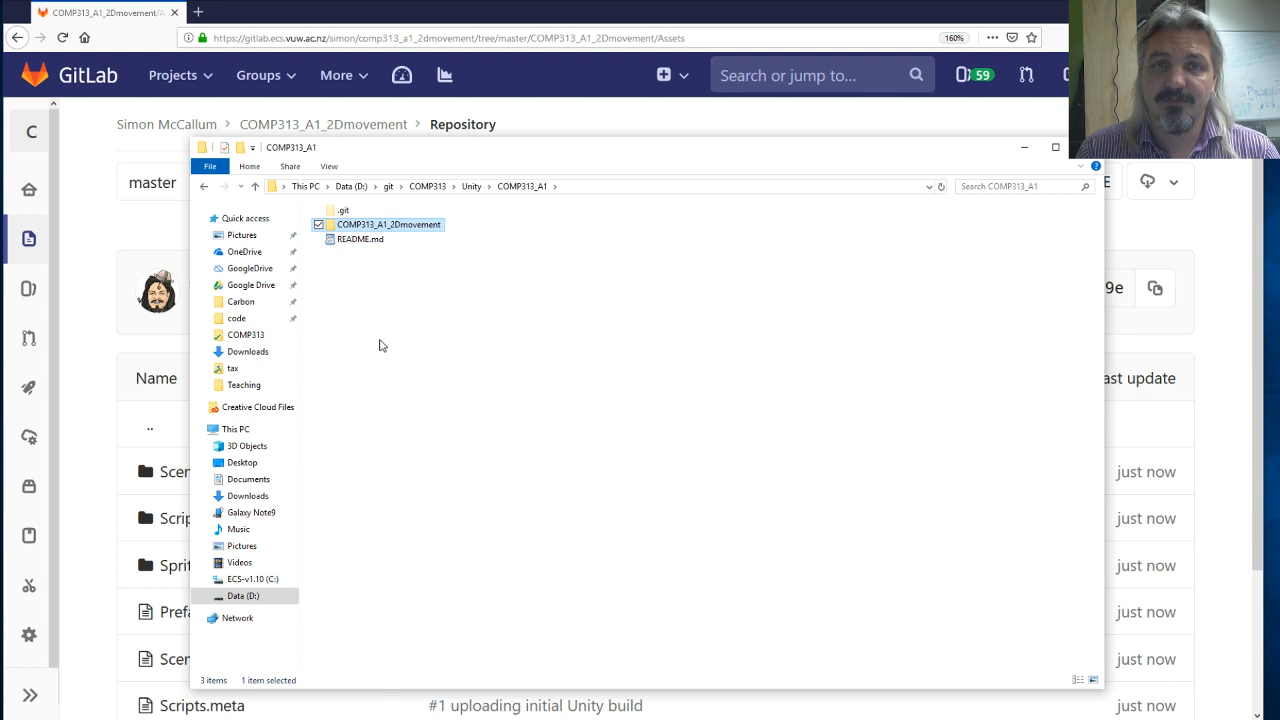 COMP313_A1_2Dmovement/A
https://gitlab.ecs.vuw.ac.nz/simon/comp313_a1_2dmovement/tree/master/COMP313_A1_2Dmovement/Assets
160%
GitLab
Projects
Groups
More
Search or jump to...
59
C
Simon McCallum
COMP313_A1_2Dmovement
Repository
master
COMP313_A1
File
Home
Share
View
This PC
Data (D:)
git
COMP313
Unity
COMP313_A1
Search COMP313_A1
Quick access
Pictures
OneDrive
GoogleDrive
Google Drive
Carbon
code
COMP313
Downloads
tax
Teaching
Creative Cloud Files
This PC
3D Objects
Desktop
Documents
Downloads
Galaxy Note9
Music
Pictures
Videos
ECS-v1.10 (C:)
Data (D:)
Network
.git
COMP313_A1_2Dmovement
README.md
3 items
1 item selected
E
9e
Name
ast update
..
Scen
just now
Scrip
just now
Sprit
just now
Prefa
just now
Scen
just now
Scripts.meta
#1 uploading initial Unity build
just now